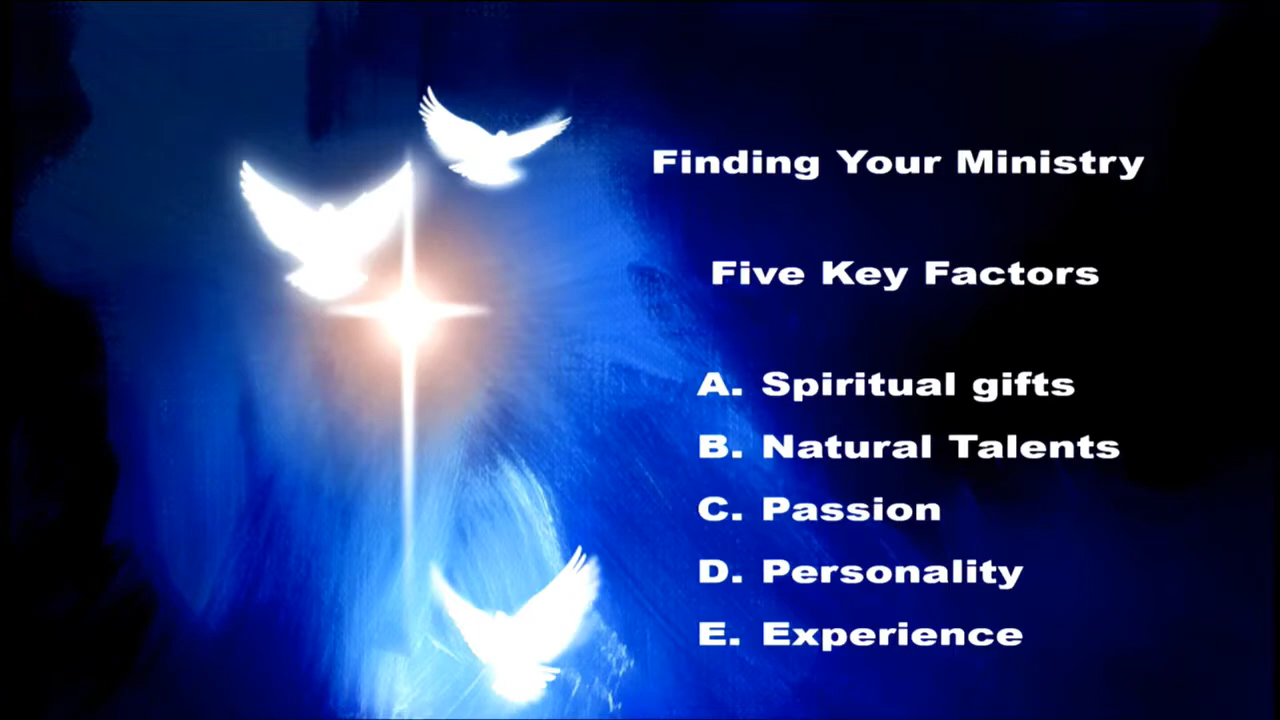 Finding Your Ministry
Five Key Factors
A. Spiritual gifts
B. Natural Talents
C. Passion
D. Personality
E. Experience